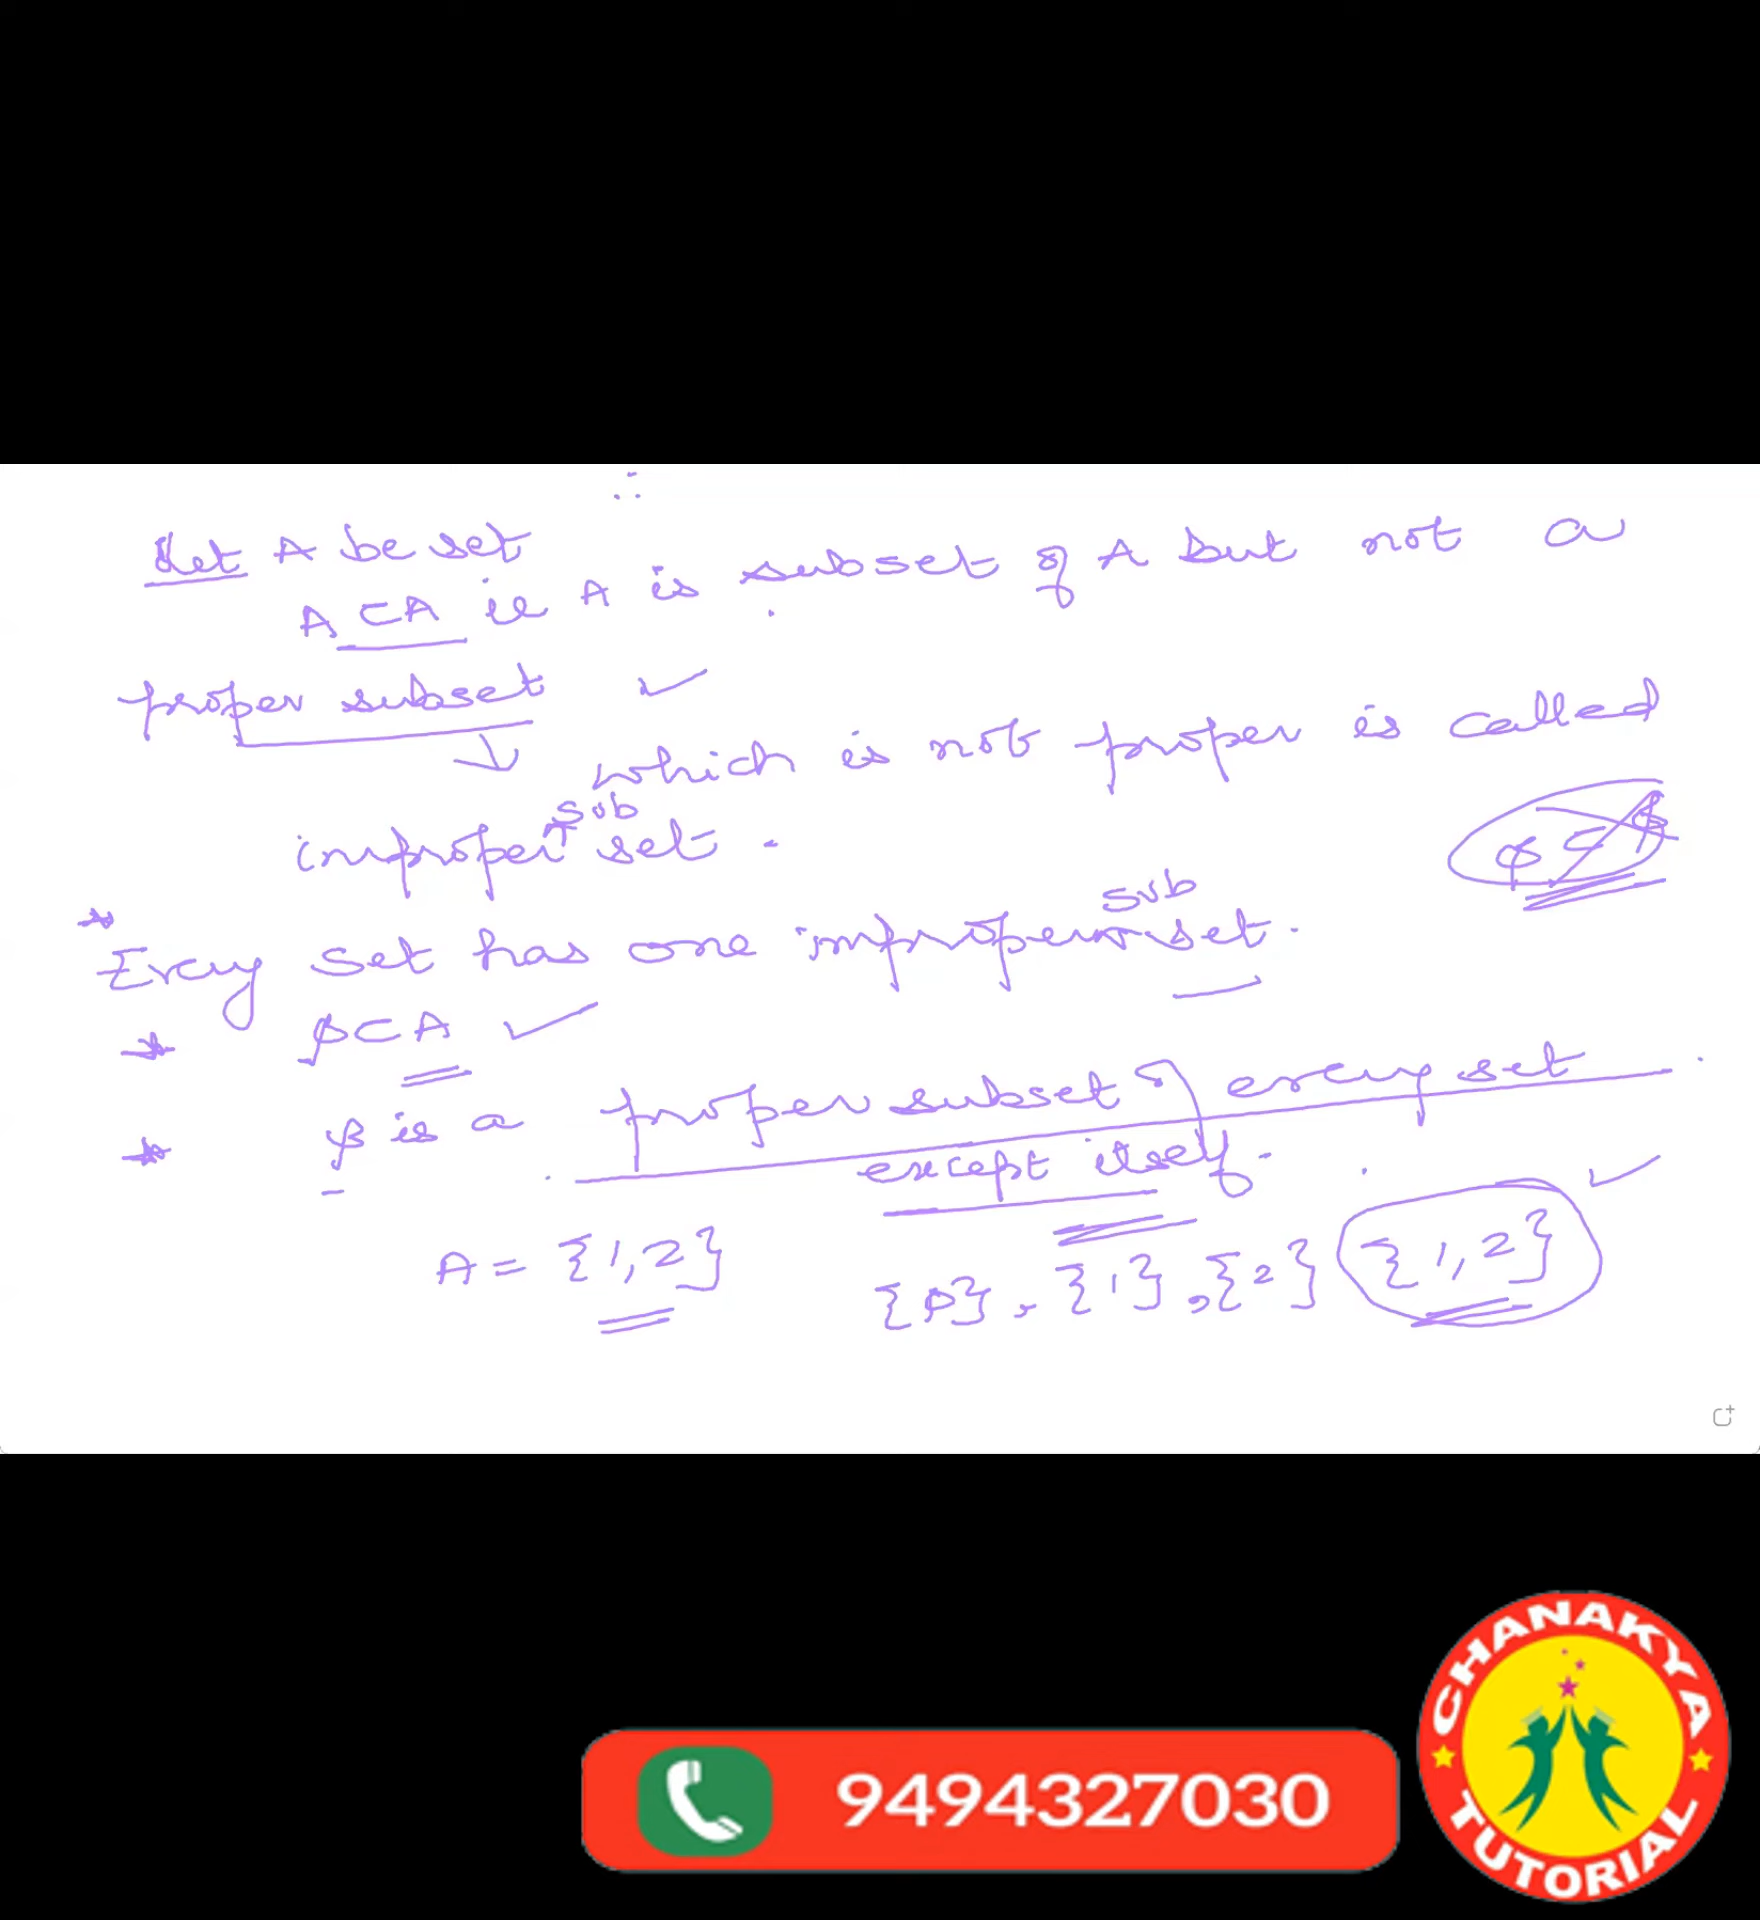 ∴
Let A be set
A ⊂ A ie A is subset of A but not a
proper subset ✓
↓ which is not proper is called
improper sub set.
ϕ ⊂ ϕ
* Every set has one improper sub set.
* ϕ ⊂ A ✓
* ϕ is a proper subset of every set
except itself.
A = {1,2} {ϕ}, {1}, {2} {1,2} ✓
9494327030
CHANAKYA
TUTORIAL